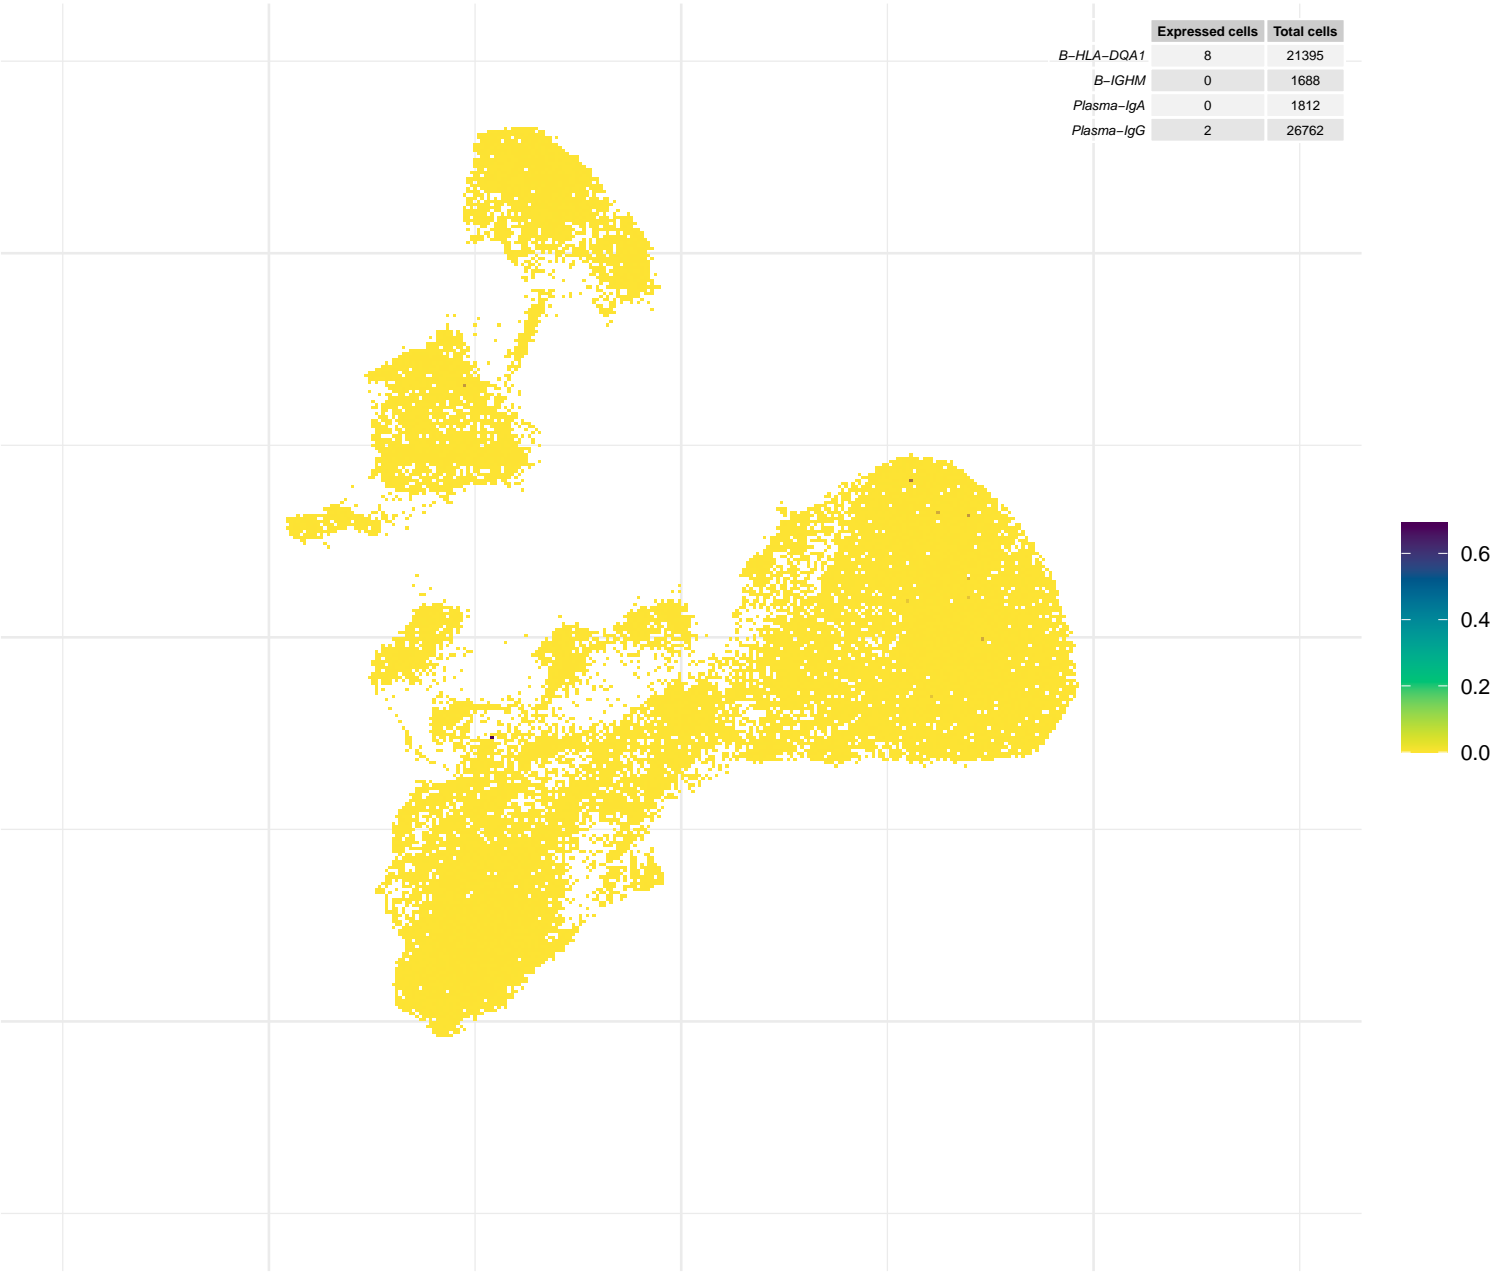 Expressed cells Total cells
B−HLA−DQA1 8 21395
B−IGHM 0 1688
Plasma−IgA 0 1812
Plasma−IgG 2 26762
0.6
0.4
0.2
0.0